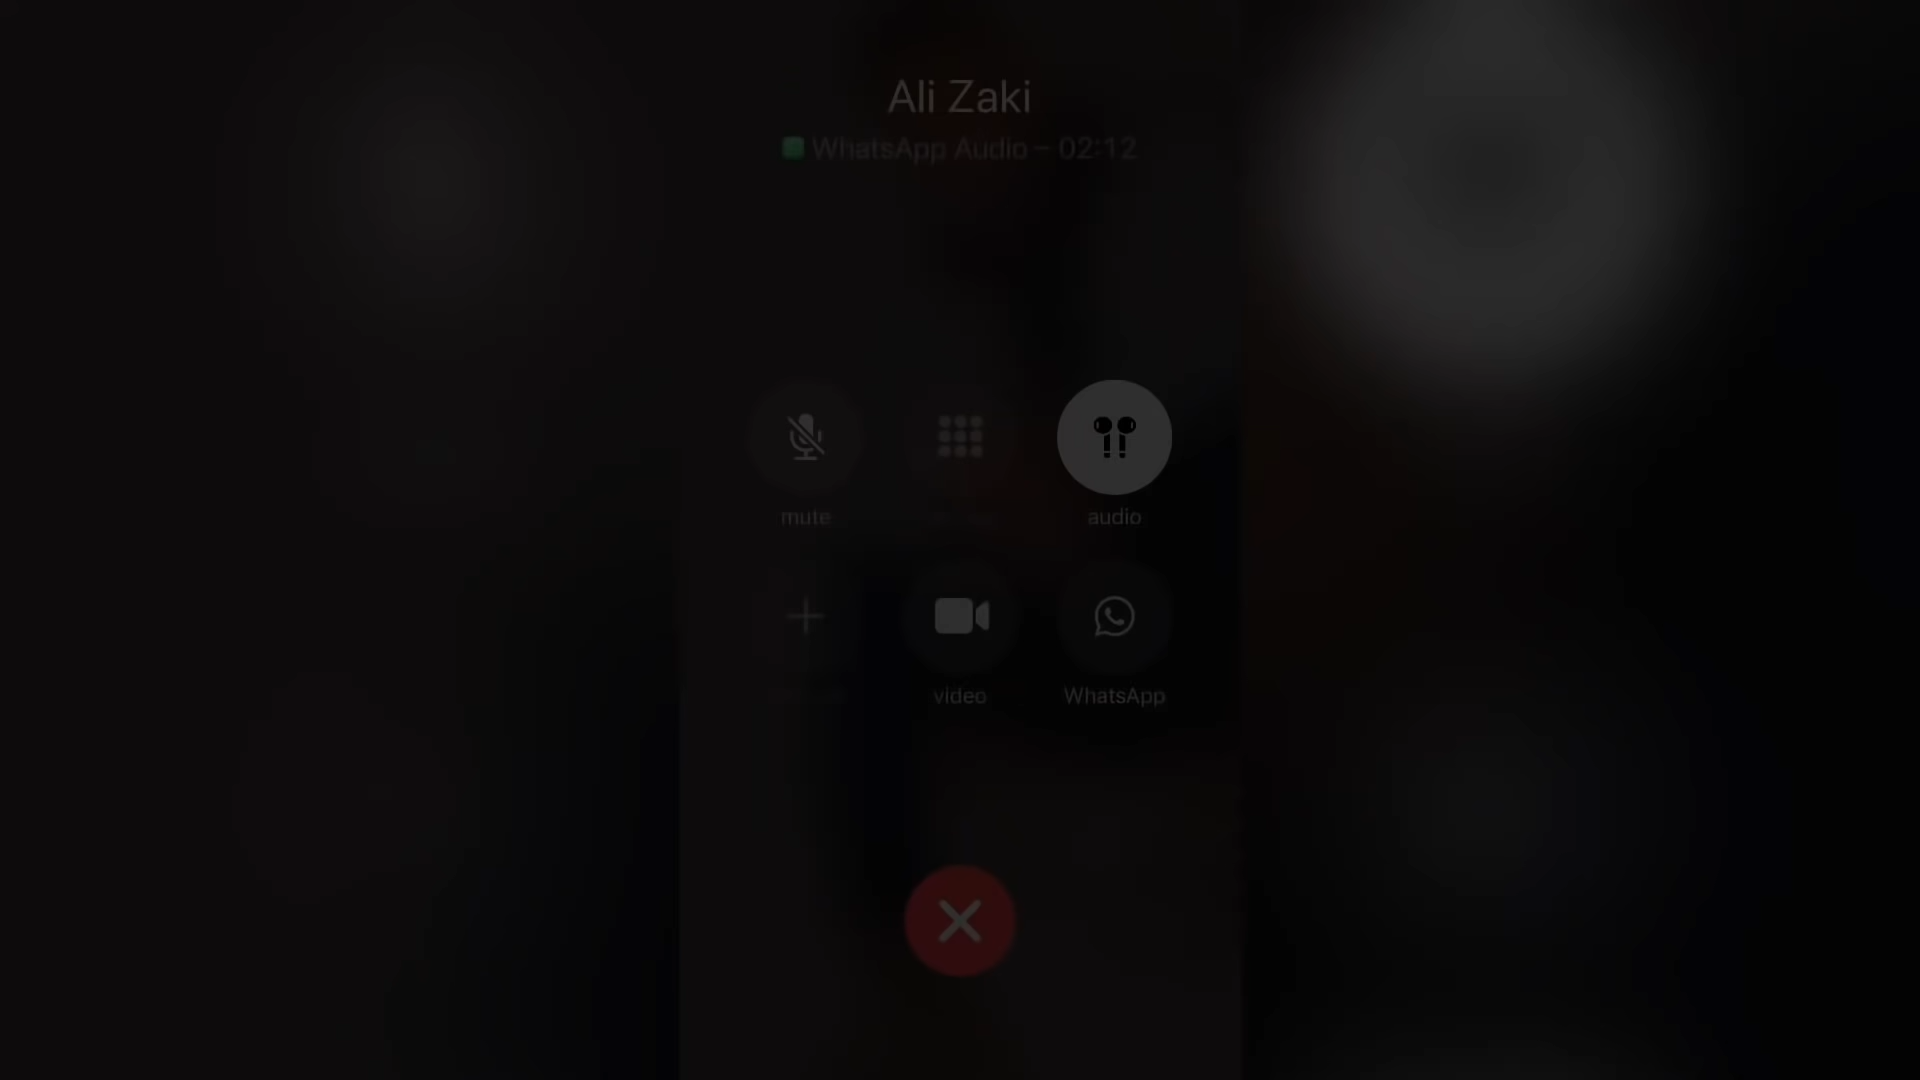 Ali Zaki
WhatsApp Audio – 02:12
mute
audio
video
WhatsApp